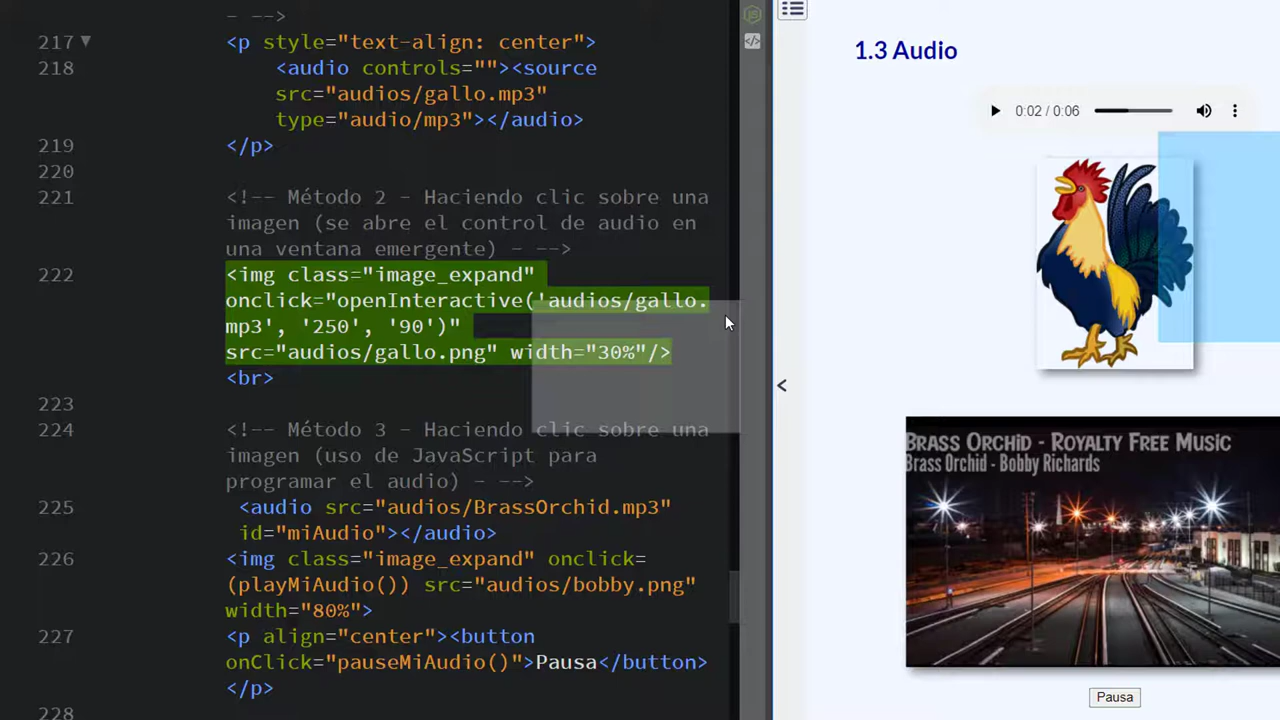 - -->
217
<p style="text-align: center">
218
<audio controls=""><source
src="audios/gallo.mp3"
type="audio/mp3"></audio>
219
</p>
220
221
<!-- Método 2 - Haciendo clic sobre una
imagen (se abre el control de audio en
una ventana emergente) - -->
222
<img class="image_expand"
onclick="openInteractive('audios/gallo.
mp3', '250', '90')"
src="audios/gallo.png" width="30%"/>
<br>
223
224
<!-- Método 3 - Haciendo clic sobre una
imagen (uso de JavaScript para
programar el audio) - -->
225
<audio src="audios/BrassOrchid.mp3"
id="miAudio"></audio>
226
<img class="image_expand" onclick=
(playMiAudio()) src="audios/bobby.png"
width="80%">
227
<p align="center"><button
onClick="pauseMiAudio()">Pausa</button>
</p>
228
JS
</>
1.3 Audio
0:02 / 0:06
Brass Orchid - Royalty Free Music
Brass Orchid - Bobby Richards
Pausa